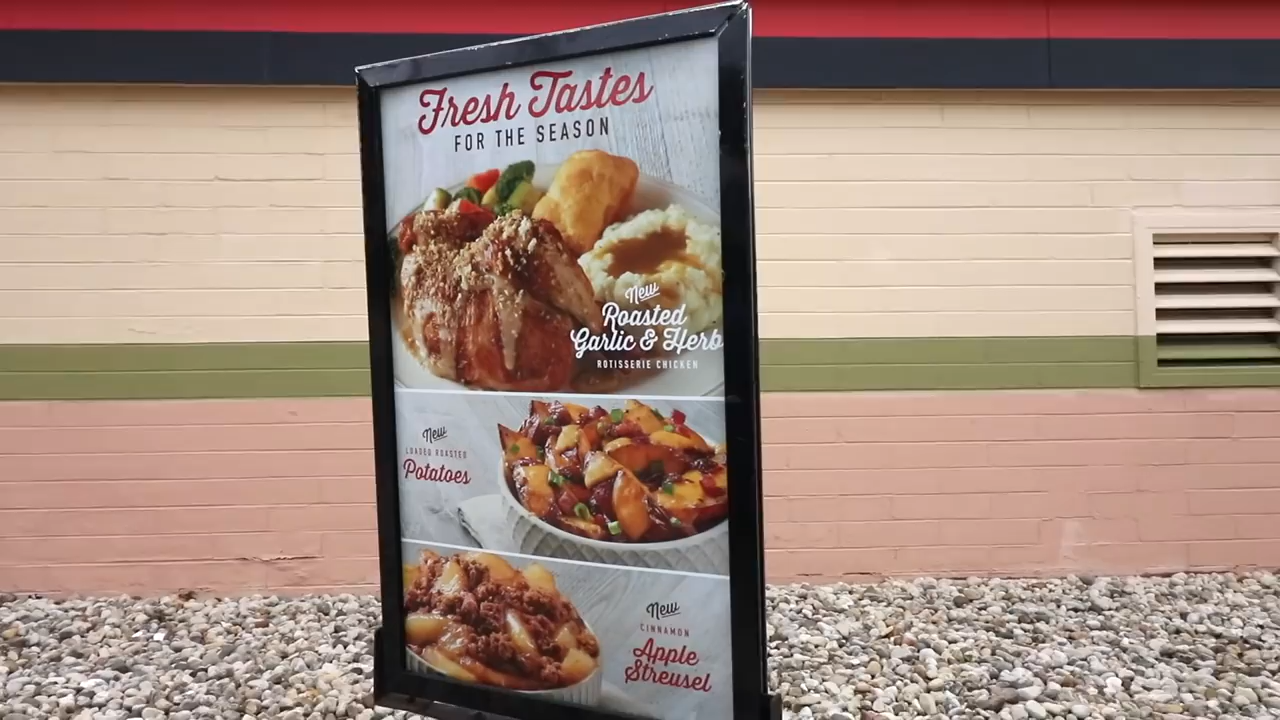 Fresh Tastes
FOR THE SEASON
New
Roasted
Garlic & Herb
ROTISSERIE CHICKEN
New
LOADED ROASTED
Potatoes
New
CINNAMON
Apple
Streusel